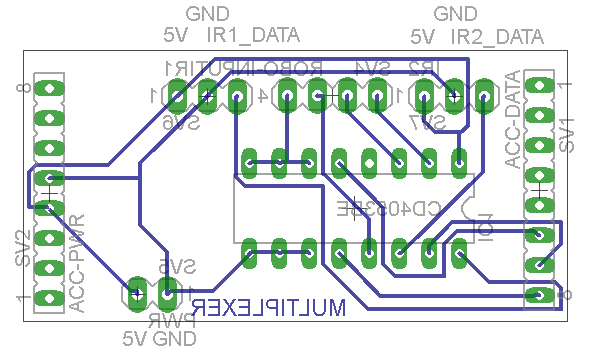 GND GND
5V IR1_DATA 5V IR2_DATA
IR1 ROBO-INPUT SV4 IR2
8 1 4 1 1
SV6 SV7
ACC-DATA
SV1
CD4053BE
IC1
SV2
ACC-PWR
SV5
1 1 8
MULTIPLEXER
PWR
5V GND